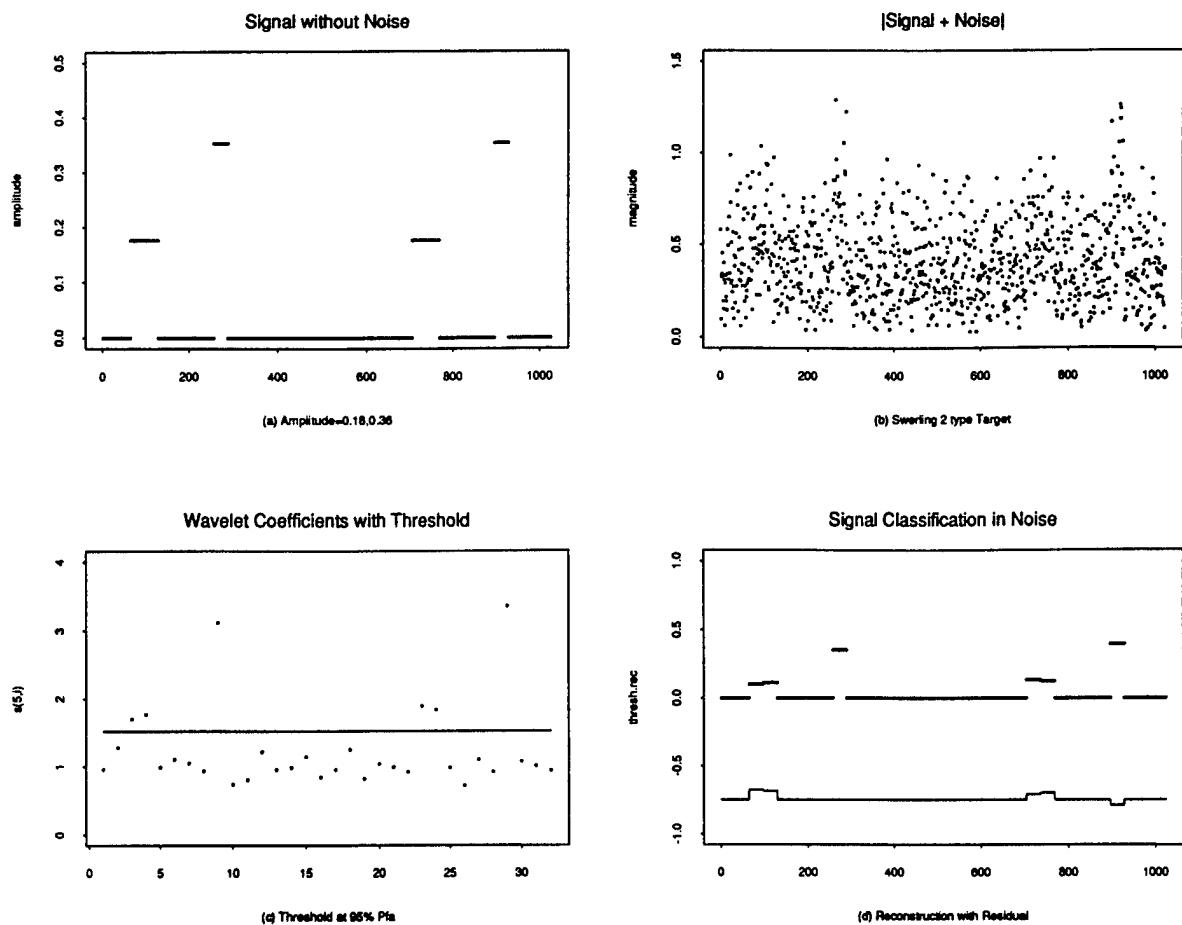 Signal without Noise
amplitude
0.5
0.4
0.3
0.2
0.1
0.0
0 200 400 600 800 1000
(a) Amplitude=0.18,0.36
|Signal + Noise|
magnitude
1.5
1.0
0.5
0.0
0 200 400 600 800 1000
(b) Swerling 2 type Target
Wavelet Coefficients with Threshold
s(5,i)
4
3
2
1
0
0 5 10 15 20 25 30
(c) Threshold at 95% Pfa
Signal Classification in Noise
thresh.rec
1.0
0.5
0.0
-0.5
-1.0
0 200 400 600 800 1000
(d) Reconstruction with Residual